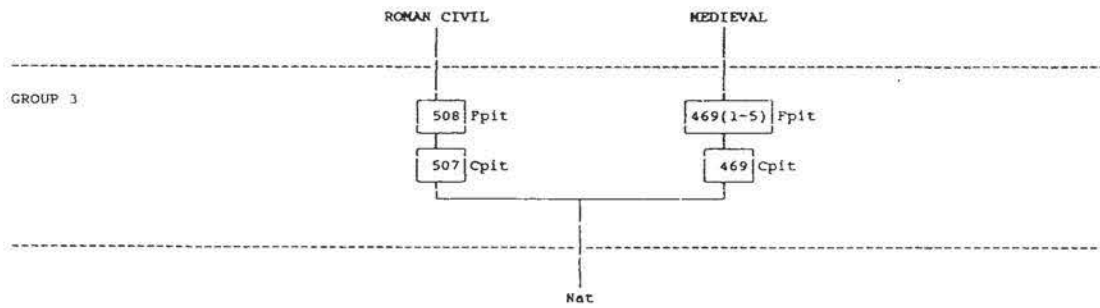 ROMAN CIVIL MEDIEVAL
GROUP 3
508 Fpit 469(1-5) Fpit
507 Cpit 469 Cpit
Nat